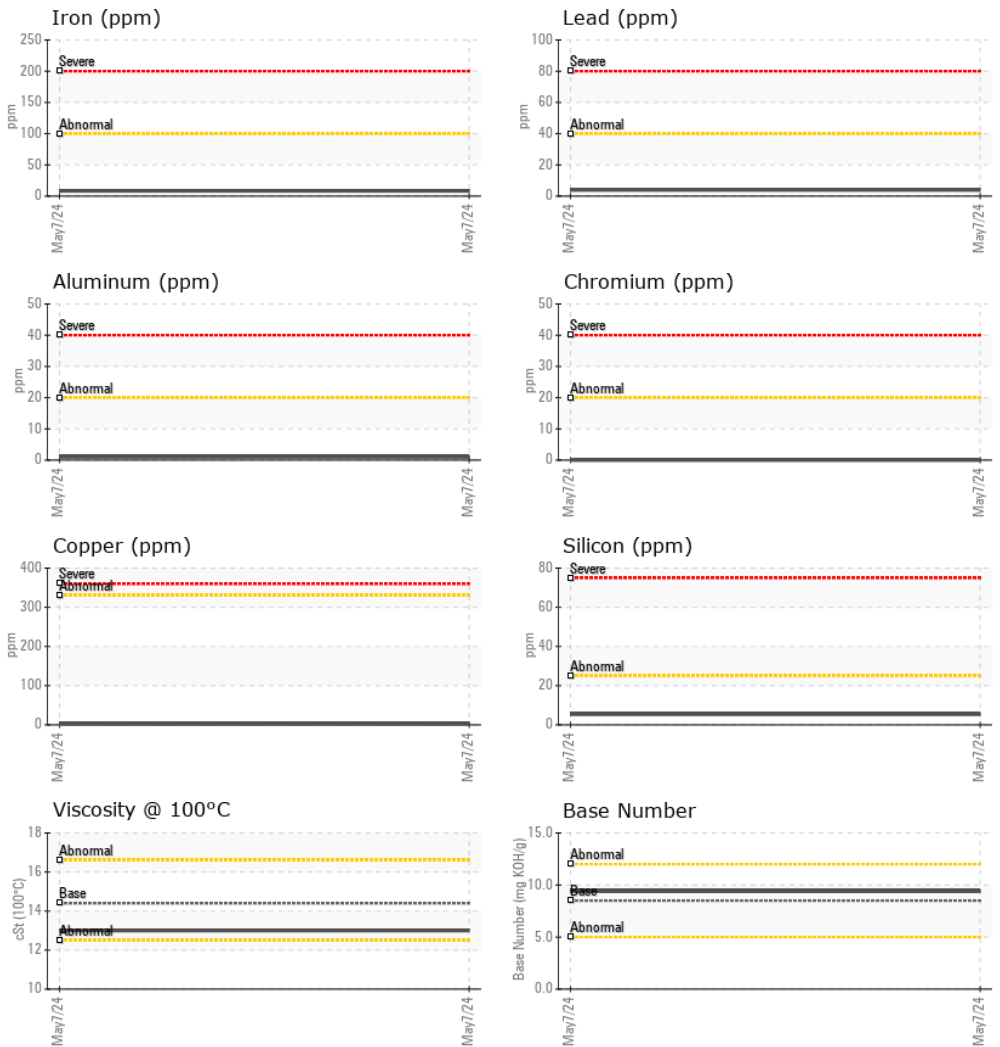 Iron (ppm)
250
200
150
100
50
0
ppm
Severe
Abnormal
May7/24
May7/24
Lead (ppm)
100
80
60
40
20
0
ppm
Severe
Abnormal
May7/24
May7/24
Aluminum (ppm)
50
40
30
20
10
0
ppm
Severe
Abnormal
May7/24
May7/24
Chromium (ppm)
50
40
30
20
10
0
ppm
Severe
Abnormal
May7/24
May7/24
Copper (ppm)
400
300
200
100
0
ppm
Severe
Abnormal
May7/24
May7/24
Silicon (ppm)
80
60
40
20
0
ppm
Severe
Abnormal
May7/24
May7/24
Viscosity @ 100°C
18
16
14
12
10
cSt (100°C)
Abnormal
Base
Abnormal
May7/24
May7/24
Base Number
15.0
10.0
5.0
0.0
Base Number (mg KOH/g)
Abnormal
Base
Abnormal
May7/24
May7/24